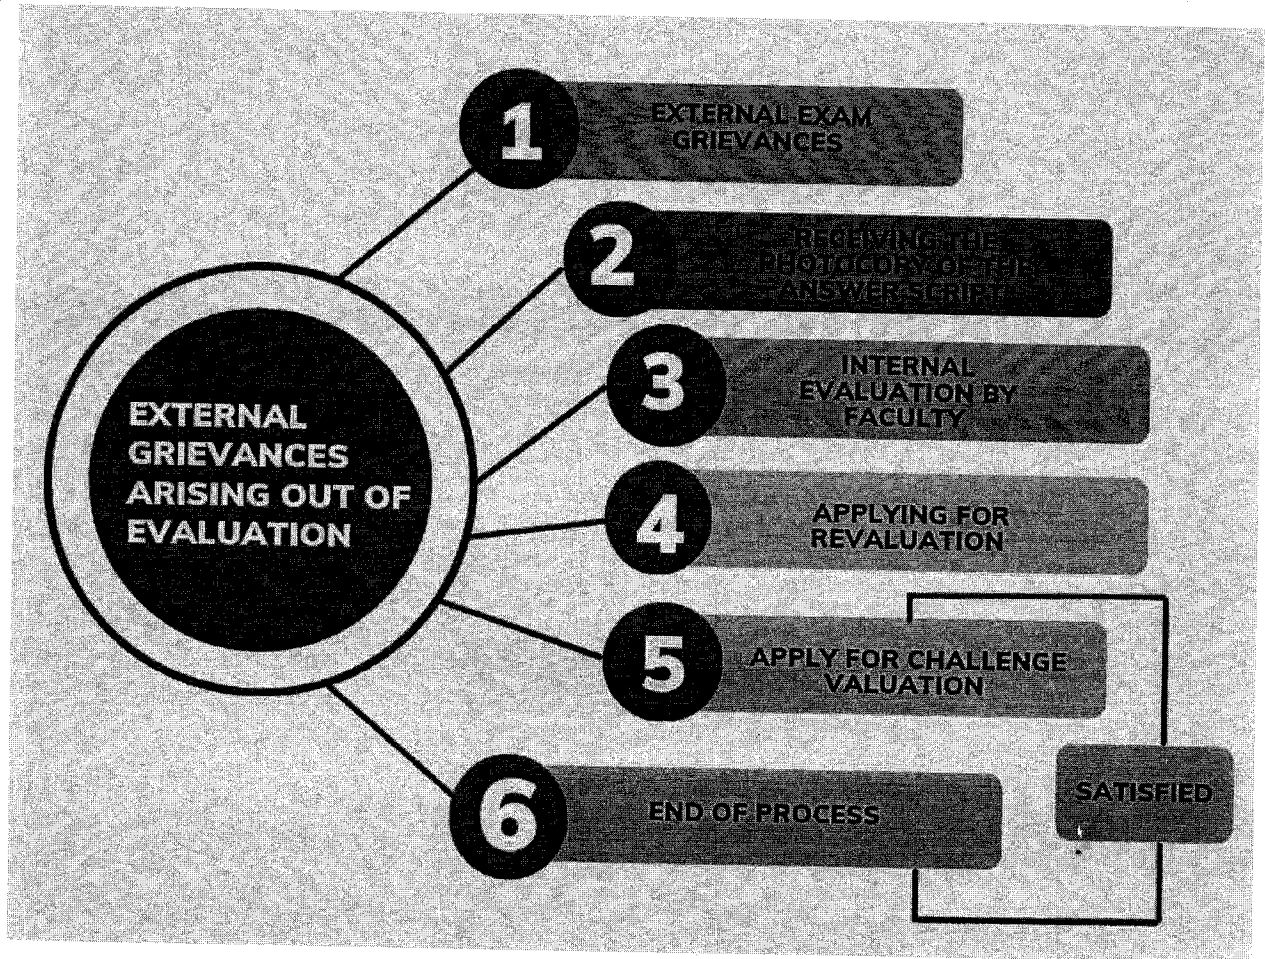 EXTERNAL
GRIEVANCES
ARISING OUT OF
EVALUATION
1
EXTERNAL EXAM
GRIEVANCES
2
RECEIVING THE
PHOTOCOPY OF THE
ANSWER SCRIPT
3
INTERNAL
EVALUATION BY
FACULTY
4
APPLYING FOR
REVALUATION
5
APPLY FOR CHALLENGE
VALUATION
6
END OF PROCESS
SATISFIED